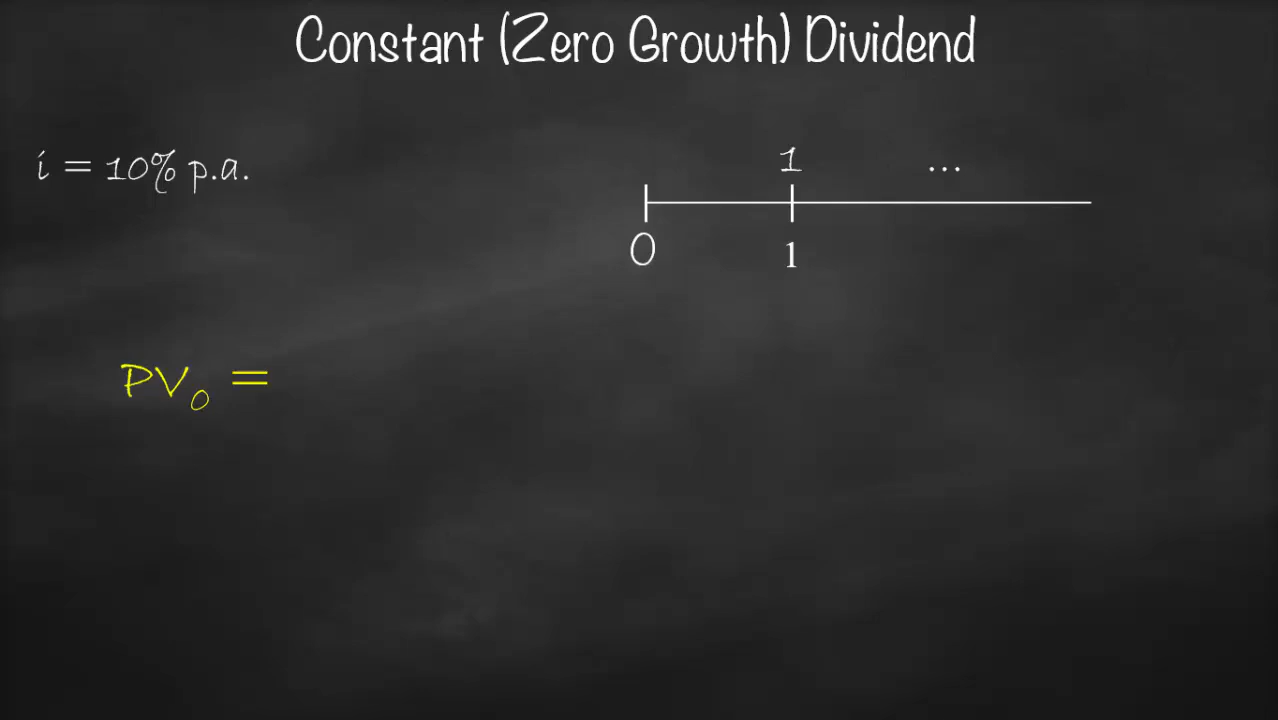 Constant (Zero Growth) Dividend
i = 10% p.a.
1 ...
0 1
PV₀ =